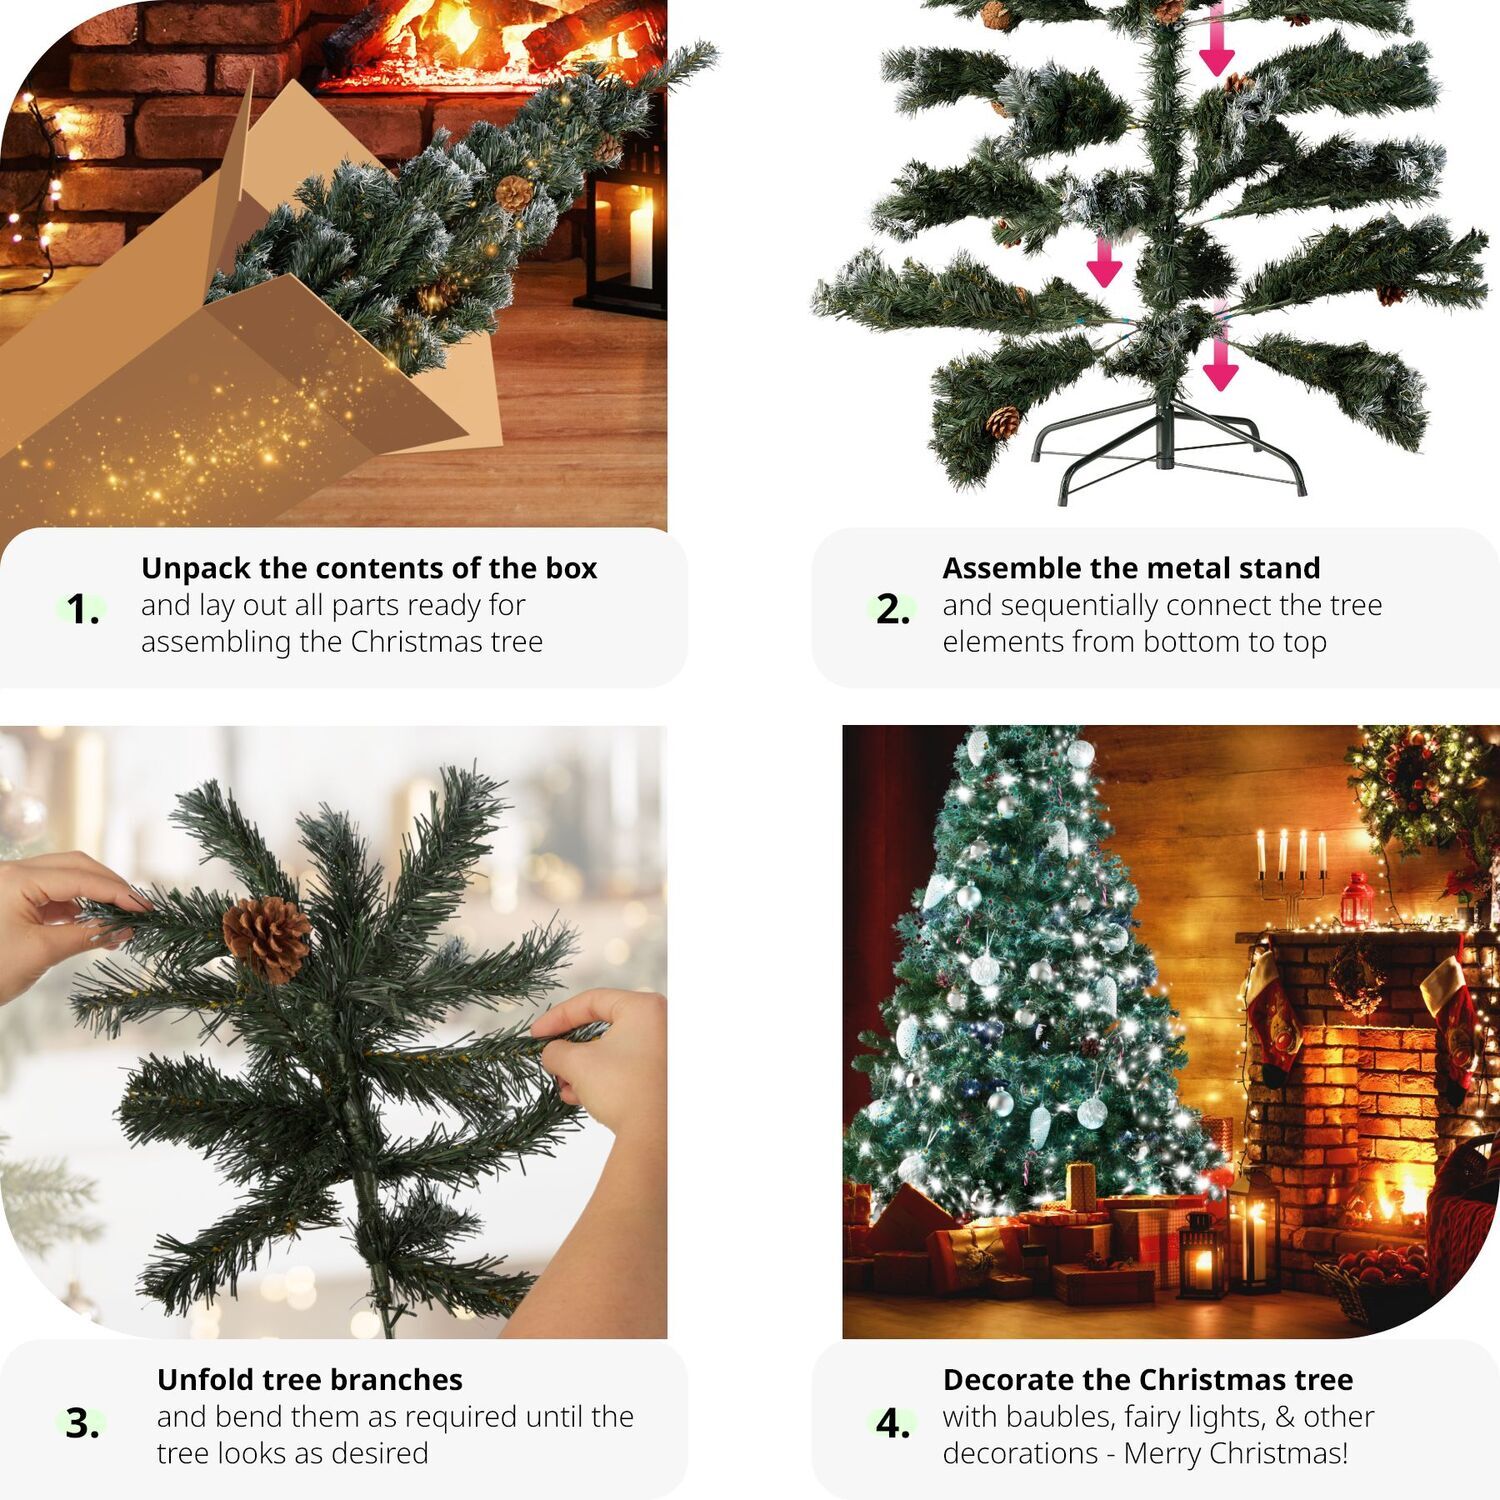 1.
Unpack the contents of the box
and lay out all parts ready for
assembling the Christmas tree
2.
Assemble the metal stand
and sequentially connect the tree
elements from bottom to top
3.
Unfold tree branches
and bend them as required until the
tree looks as desired
4.
Decorate the Christmas tree
with baubles, fairy lights, & other
decorations - Merry Christmas!